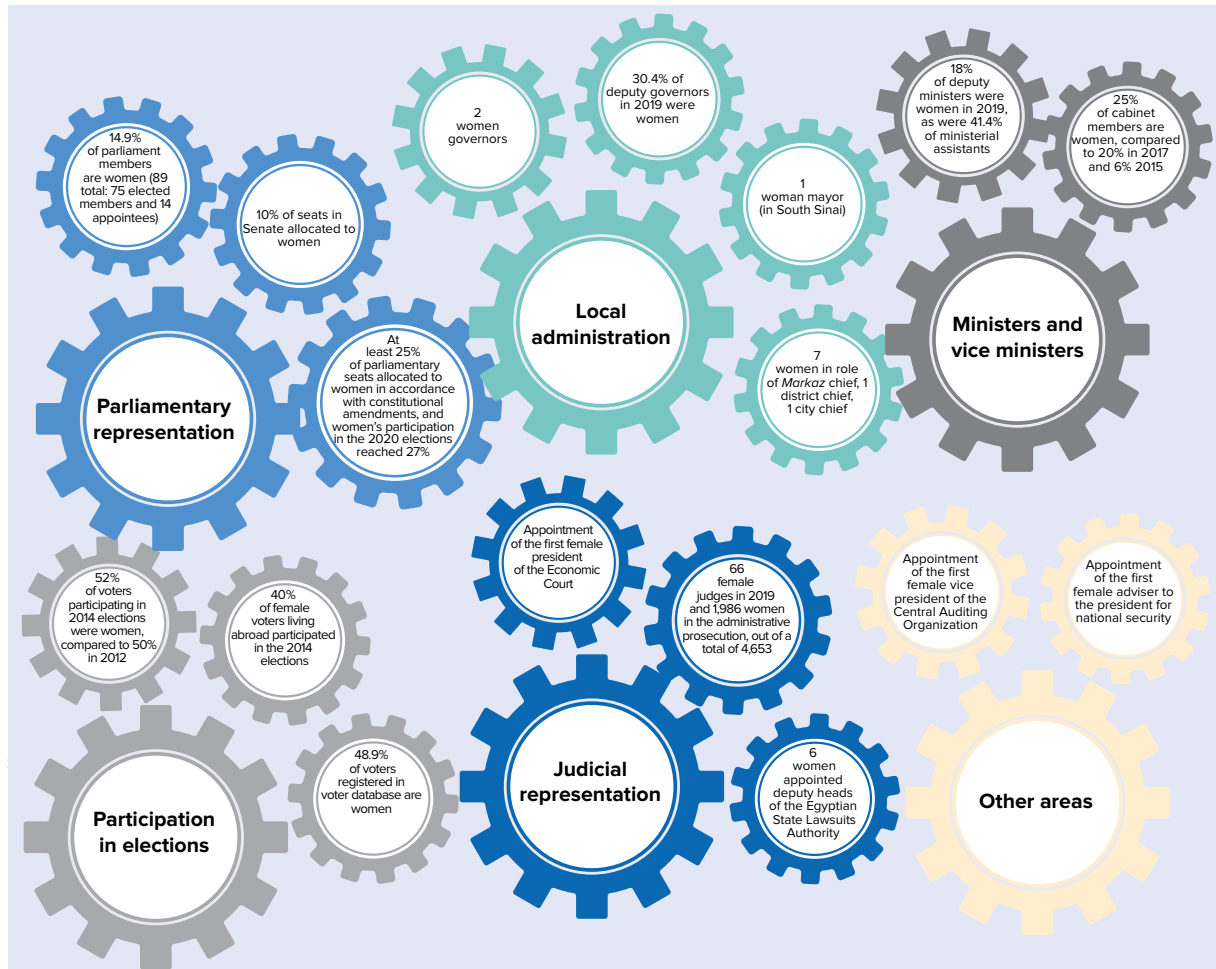 14.9%
of parliament
members
are women (89
total: 75 elected
members and 14
appointees)
10% of seats in
Senate allocated to
women
At
least 25%
of parliamentary
seats allocated to
women in accordance
with constitutional
amendments, and
women’s participation
in the 2020 elections
reached 27%
Parliamentary
representation
2
women
governors
30.4% of
deputy governors
in 2019 were
women
1
woman mayor
(in South Sinai)
7
women in role
of Markaz chief, 1
district chief,
1 city chief
Local
administration
18%
of deputy
ministers were
women in 2019,
as were 41.4%
of ministerial
assistants
25%
of cabinet
members are
women, compared
to 20% in 2017
and 6% 2015
Ministers and
vice ministers
52%
of voters
participating in
2014 elections
were women,
compared to 50%
in 2012
40%
of female
voters living
abroad participated
in the 2014
elections
48.9%
of voters
registered in
voter database are
women
Participation
in elections
Appointment
of the first female
president
of the Economic
Court
66
female
judges in 2019
and 1,986 women
in the administrative
prosecution, out of a
total of 4,653
6
women
appointed
deputy heads
of the Egyptian
State Lawsuits
Authority
Judicial
representation
Appointment
of the first
female vice
president of the
Central Auditing
Organization
Appointment
of the first
female adviser to
the president for
national security
Other areas